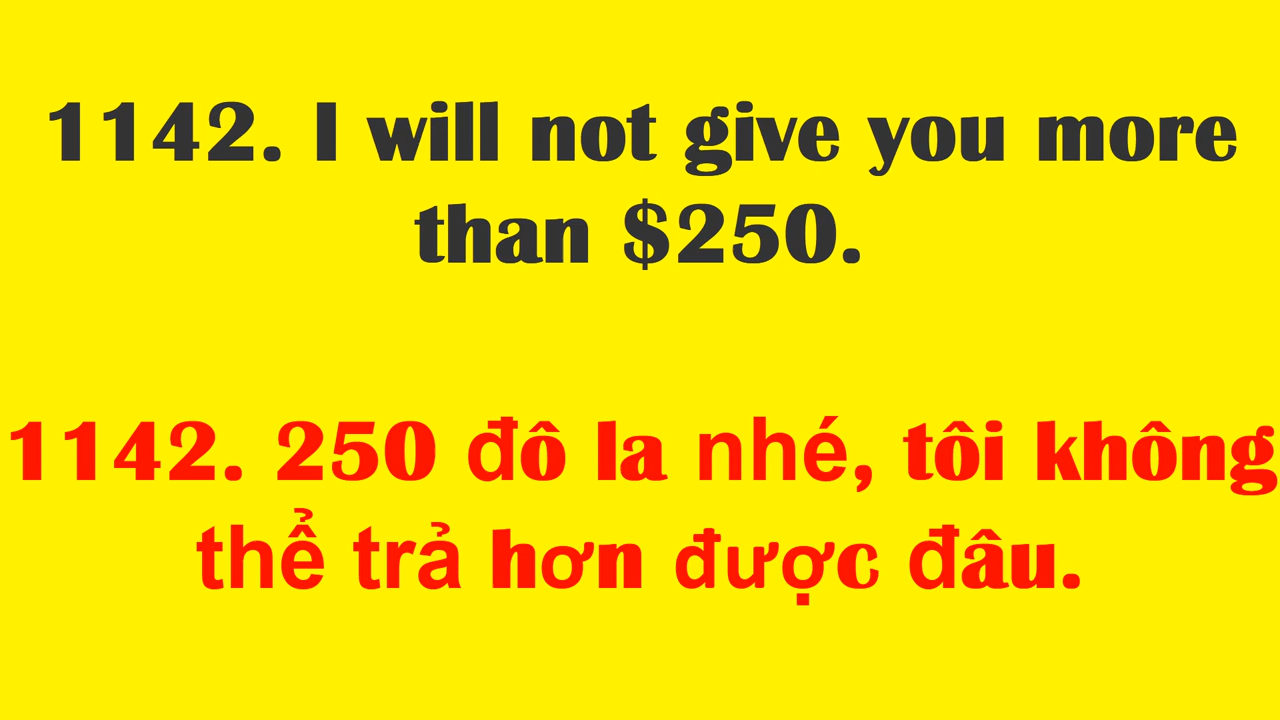 1142. I will not give you more
than $250.
1142. 250 đô la nhé, tôi không
thể trả hơn được đâu.